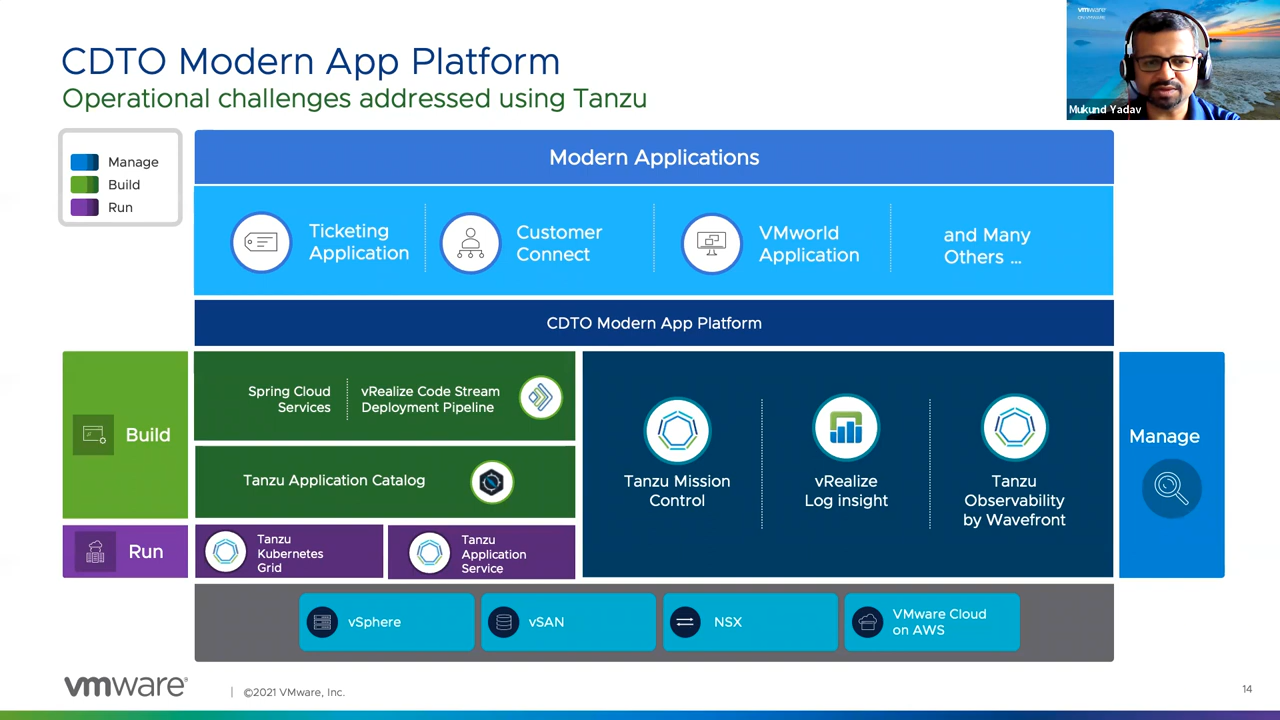 CDTO Modern App Platform
Operational challenges addressed using Tanzu
vmware
ON VMWARE
Mukund Yadav
Manage
Build
Run
Modern Applications
Ticketing
Application
Customer
Connect
VMworld
Application
and Many
Others ...
CDTO Modern App Platform
Build
Spring Cloud
Services
vRealize Code Stream
Deployment Pipeline
Tanzu Application Catalog
Run
Tanzu
Kubernetes
Grid
Tanzu
Application
Service
Tanzu Mission
Control
vRealize
Log insight
Tanzu
Observability
by Wavefront
Manage
vSphere
vSAN
NSX
VMware Cloud
on AWS
vmware®
©2021 VMware, Inc.
14